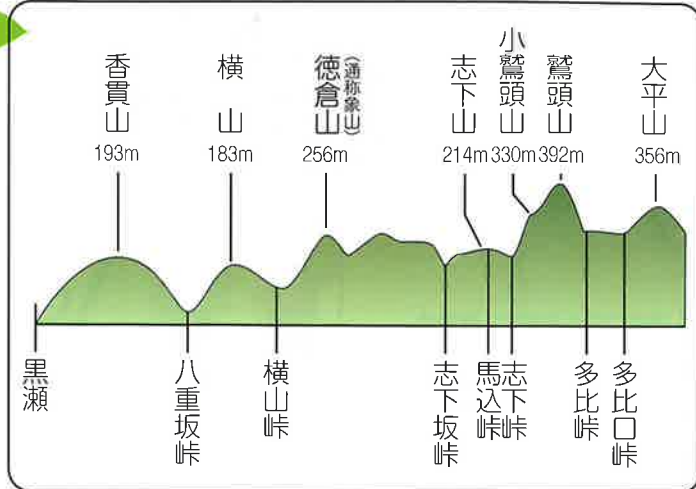 香貫山
193m
横山
183m
徳倉山
(通称象山)
256m
志下山
214m
小鷲頭山
330m
鷲頭山
392m
大平山
356m
黒瀬
八重坂峠
横山峠
志下坂峠
馬込峠
志下峠
多比峠
多比口峠